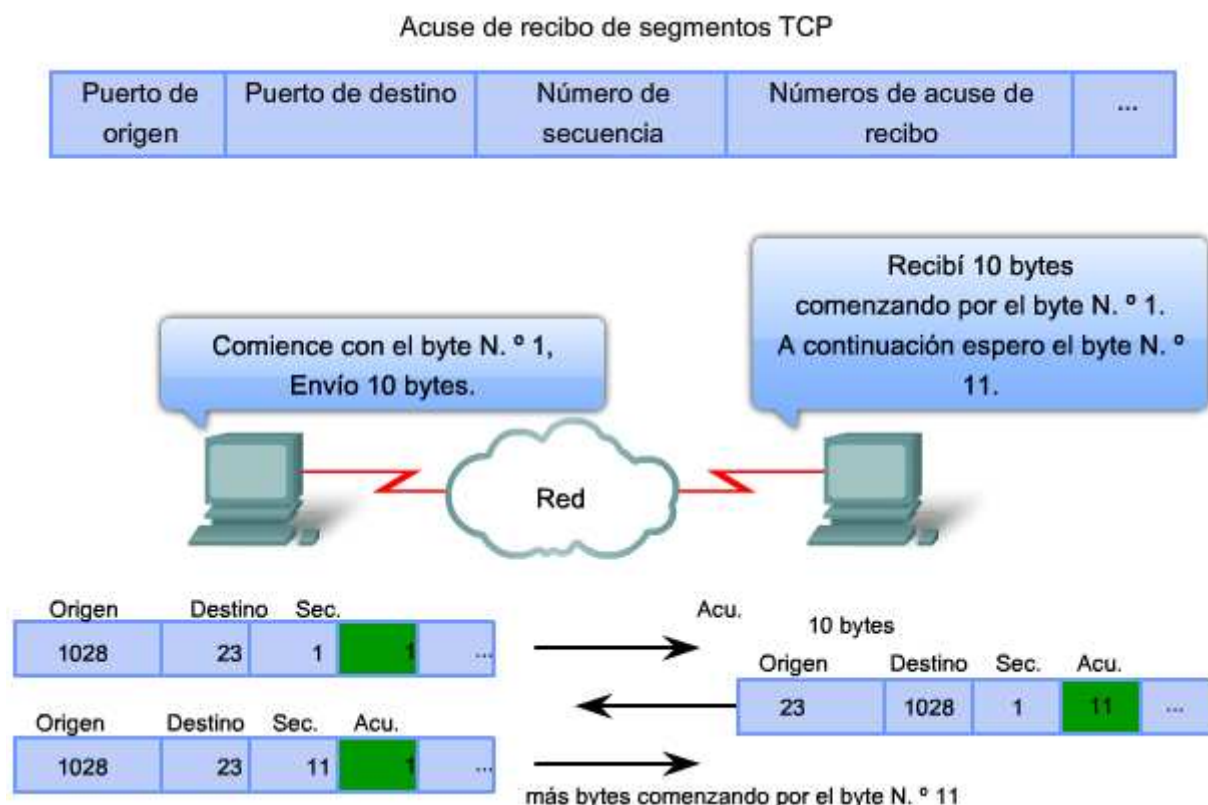 Acuse de recibo de segmentos TCP
Puerto de origen
Puerto de destino
Número de secuencia
Números de acuse de recibo
...
Comience con el byte N. º 1,
Envío 10 bytes.
Recibí 10 bytes
comenzando por el byte N. º 1.
A continuación espero el byte N. º
11.
Red
Origen Destino Sec.
1028 23 1 1 ...
Acu.
10 bytes
Origen Destino Sec. Acu.
23 1028 1 11 ...
Origen Destino Sec. Acu.
1028 23 11 1 ...
más bytes comenzando por el byte N. º 11